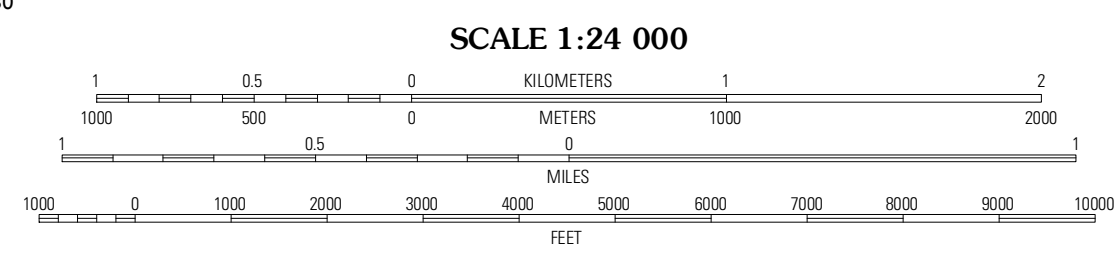 SCALE 1:24 000
1 0.5 0 KILOMETERS 1 2
1000 500 0 METERS 1000 2000
1 0.5 0 1
MILES
1000 0 1000 2000 3000 4000 5000 6000 7000 8000 9000 10000
FEET